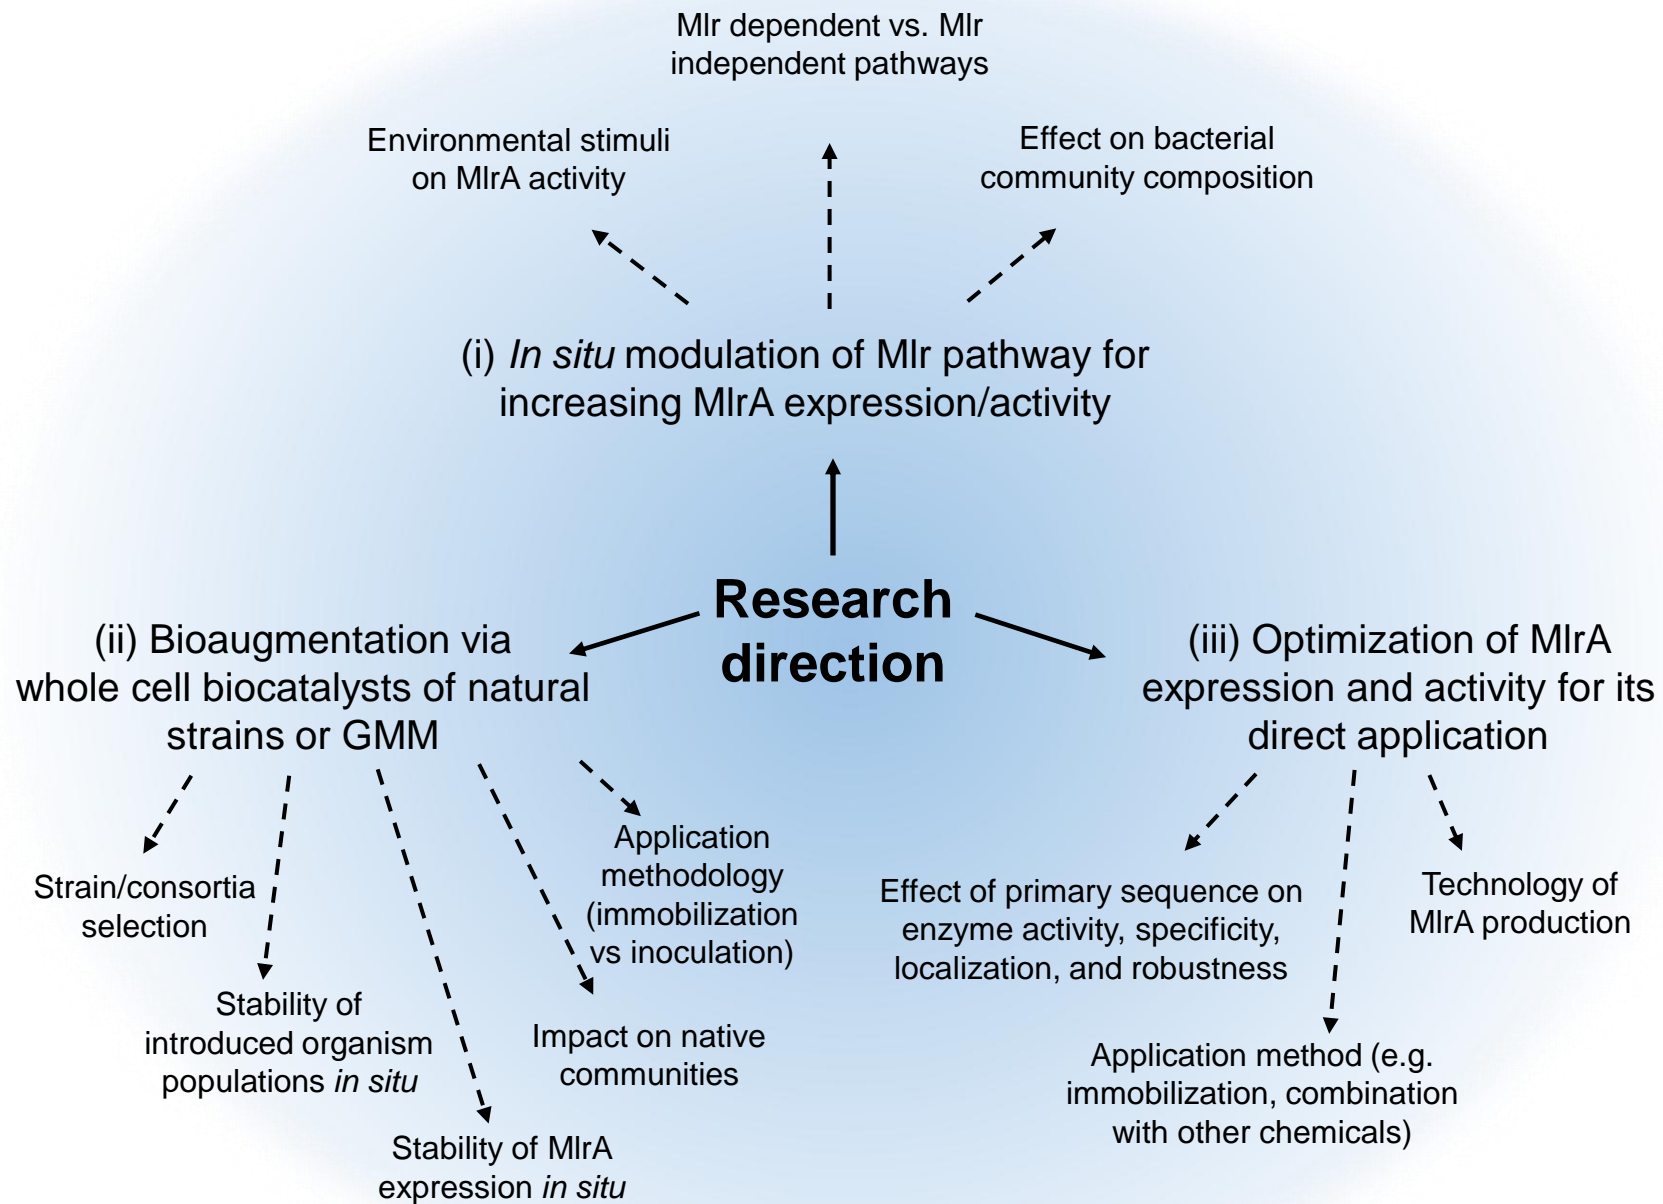 Mlr dependent vs. Mlr
independent pathways
Environmental stimuli
on MlrA activity
Effect on bacterial
community composition
(i) In situ modulation of Mlr pathway for
increasing MlrA expression/activity
Research
direction
(ii) Bioaugmentation via
whole cell biocatalysts of natural
strains or GMM
(iii) Optimization of MlrA
expression and activity for its
direct application
Strain/consortia
selection
Stability of
introduced organism
populations in situ
Stability of MlrA
expression in situ
Impact on native
communities
Application
methodology
(immobilization
vs inoculation)
Effect of primary sequence on
enzyme activity, specificity,
localization, and robustness
Application method (e.g.
immobilization, combination
with other chemicals)
Technology of
MlrA production